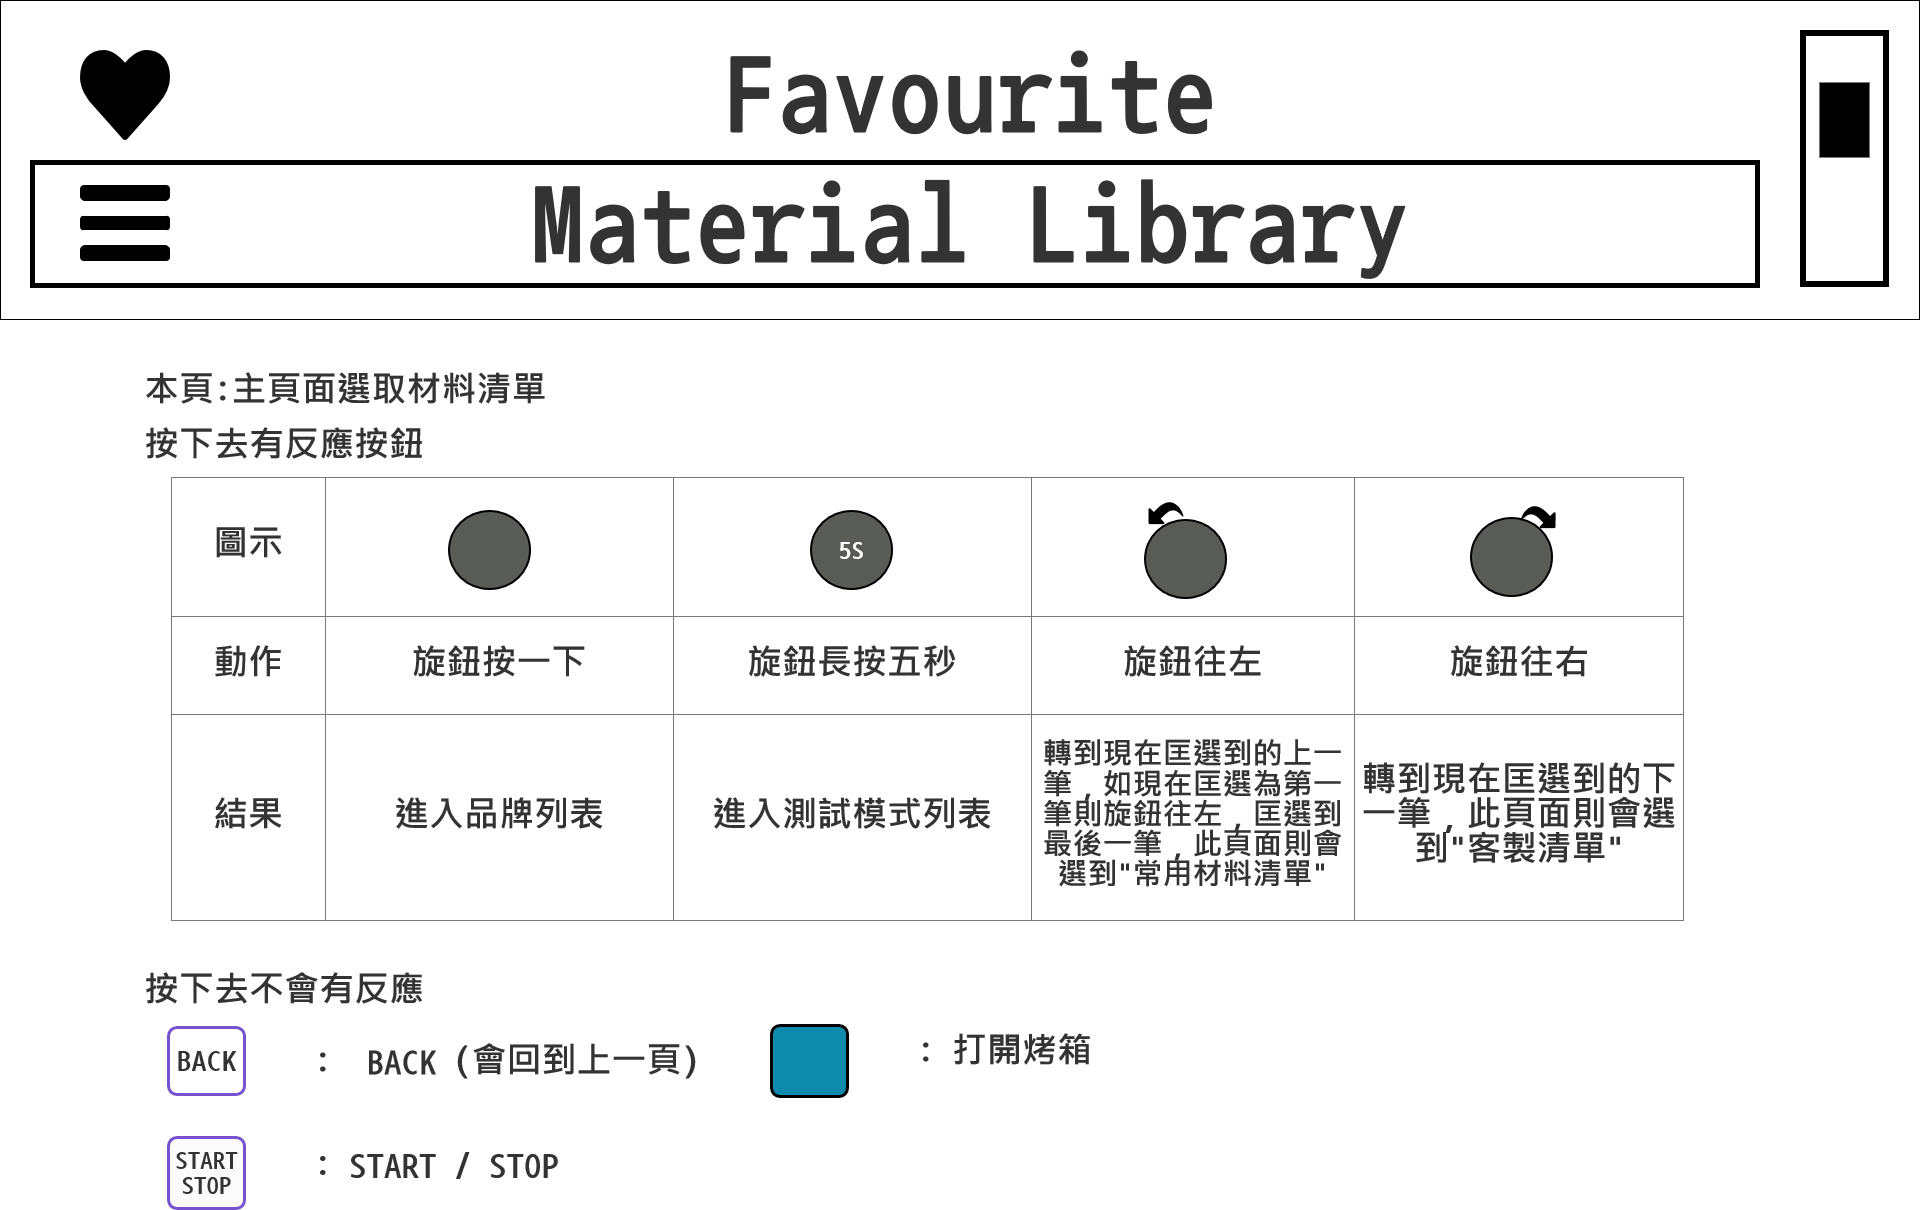 Favourite
Material Library
本頁:主頁面選取材料清單
按下去有反應按鈕
圖示
5S
動作
旋鈕按一下
旋鈕長按五秒
旋鈕往左
旋鈕往右
結果
進入品牌列表
進入測試模式列表
轉到現在匡選到的上一
筆，如現在匡選為第一
筆則旋鈕往左，匡選到
最後一筆，此頁面則會
選到"常用材料清單"
轉到現在匡選到的下
一筆，此頁面則會選
到"客製清單"
按下去不會有反應
BACK
： BACK (會回到上一頁)
：打開烤箱
START
STOP
：START / STOP